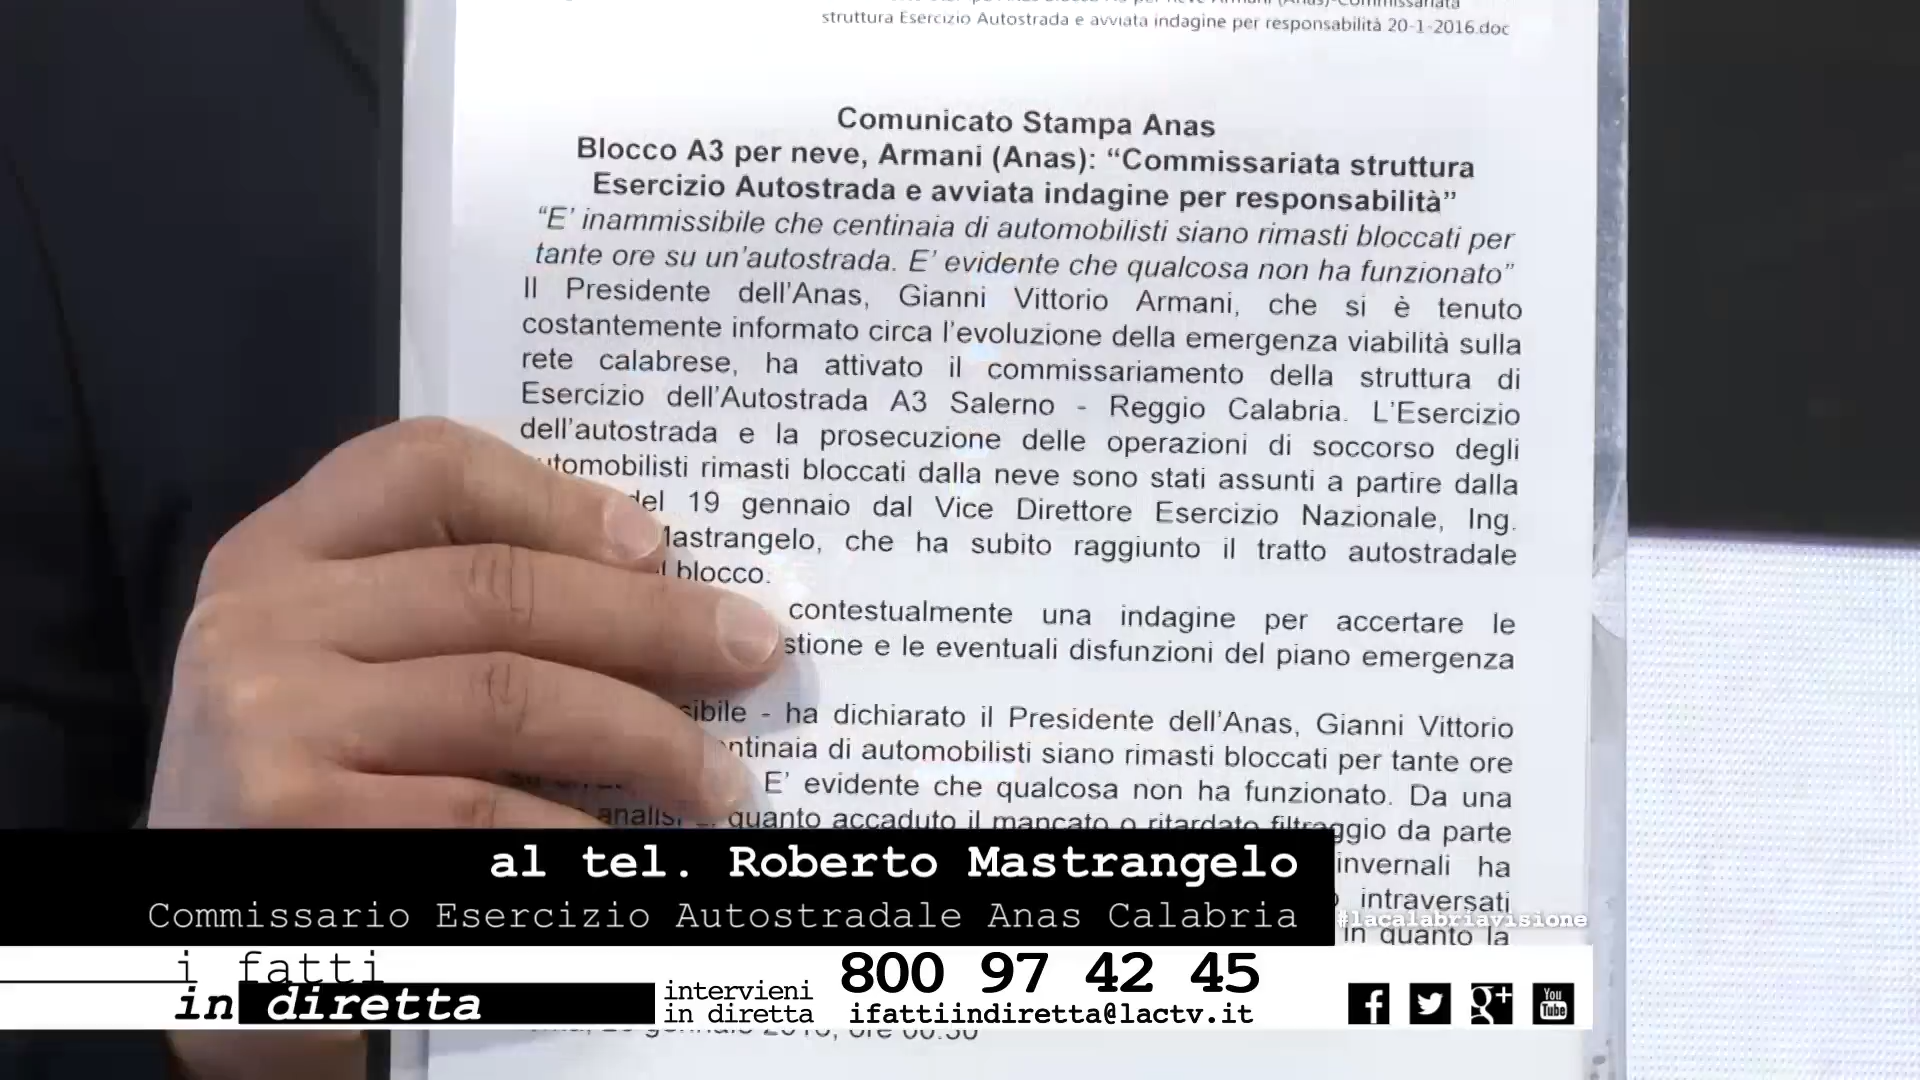 struttura Esercizio Autostrada e avviata indagine per responsabilità 20-1-2016.doc
Comunicato Stampa Anas
Blocco A3 per neve, Armani (Anas): “Commissariata struttura
Esercizio Autostrada e avviata indagine per responsabilità”
“E’ inammissibile che centinaia di automobilisti siano rimasti bloccati per
tante ore su un’autostrada. E’ evidente che qualcosa non ha funzionato”
Il Presidente dell’Anas, Gianni Vittorio Armani, che si è tenuto
costantemente informato circa l’evoluzione della emergenza viabilità sulla
rete calabrese, ha attivato il commissariamento della struttura di
Esercizio dell’Autostrada A3 Salerno - Reggio Calabria. L’Esercizio
dell’autostrada e la prosecuzione delle operazioni di soccorso degli
utomobilisti rimasti bloccati dalla neve sono stati assunti a partire dalla
del 19 gennaio dal Vice Direttore Esercizio Nazionale, Ing.
Mastrangelo, che ha subito raggiunto il tratto autostradale
l blocco.
contestualmente una indagine per accertare le
stione e le eventuali disfunzioni del piano emergenza
sibile - ha dichiarato il Presidente dell’Anas, Gianni Vittorio
ntinaia di automobilisti siano rimasti bloccati per tante ore
E’ evidente che qualcosa non ha funzionato. Da una
analisi quanto accaduto il mancato o ritardato filtraggio da parte
invernali ha
intraversati
in quanto la
al tel. Roberto Mastrangelo
Commissario Esercizio Autostradale Anas Calabria
#lacalabriavisione
i fatti
in diretta
intervieni
in diretta
800 97 42 45
ifattiindiretta@lactv.it
f
g+
You
Tube